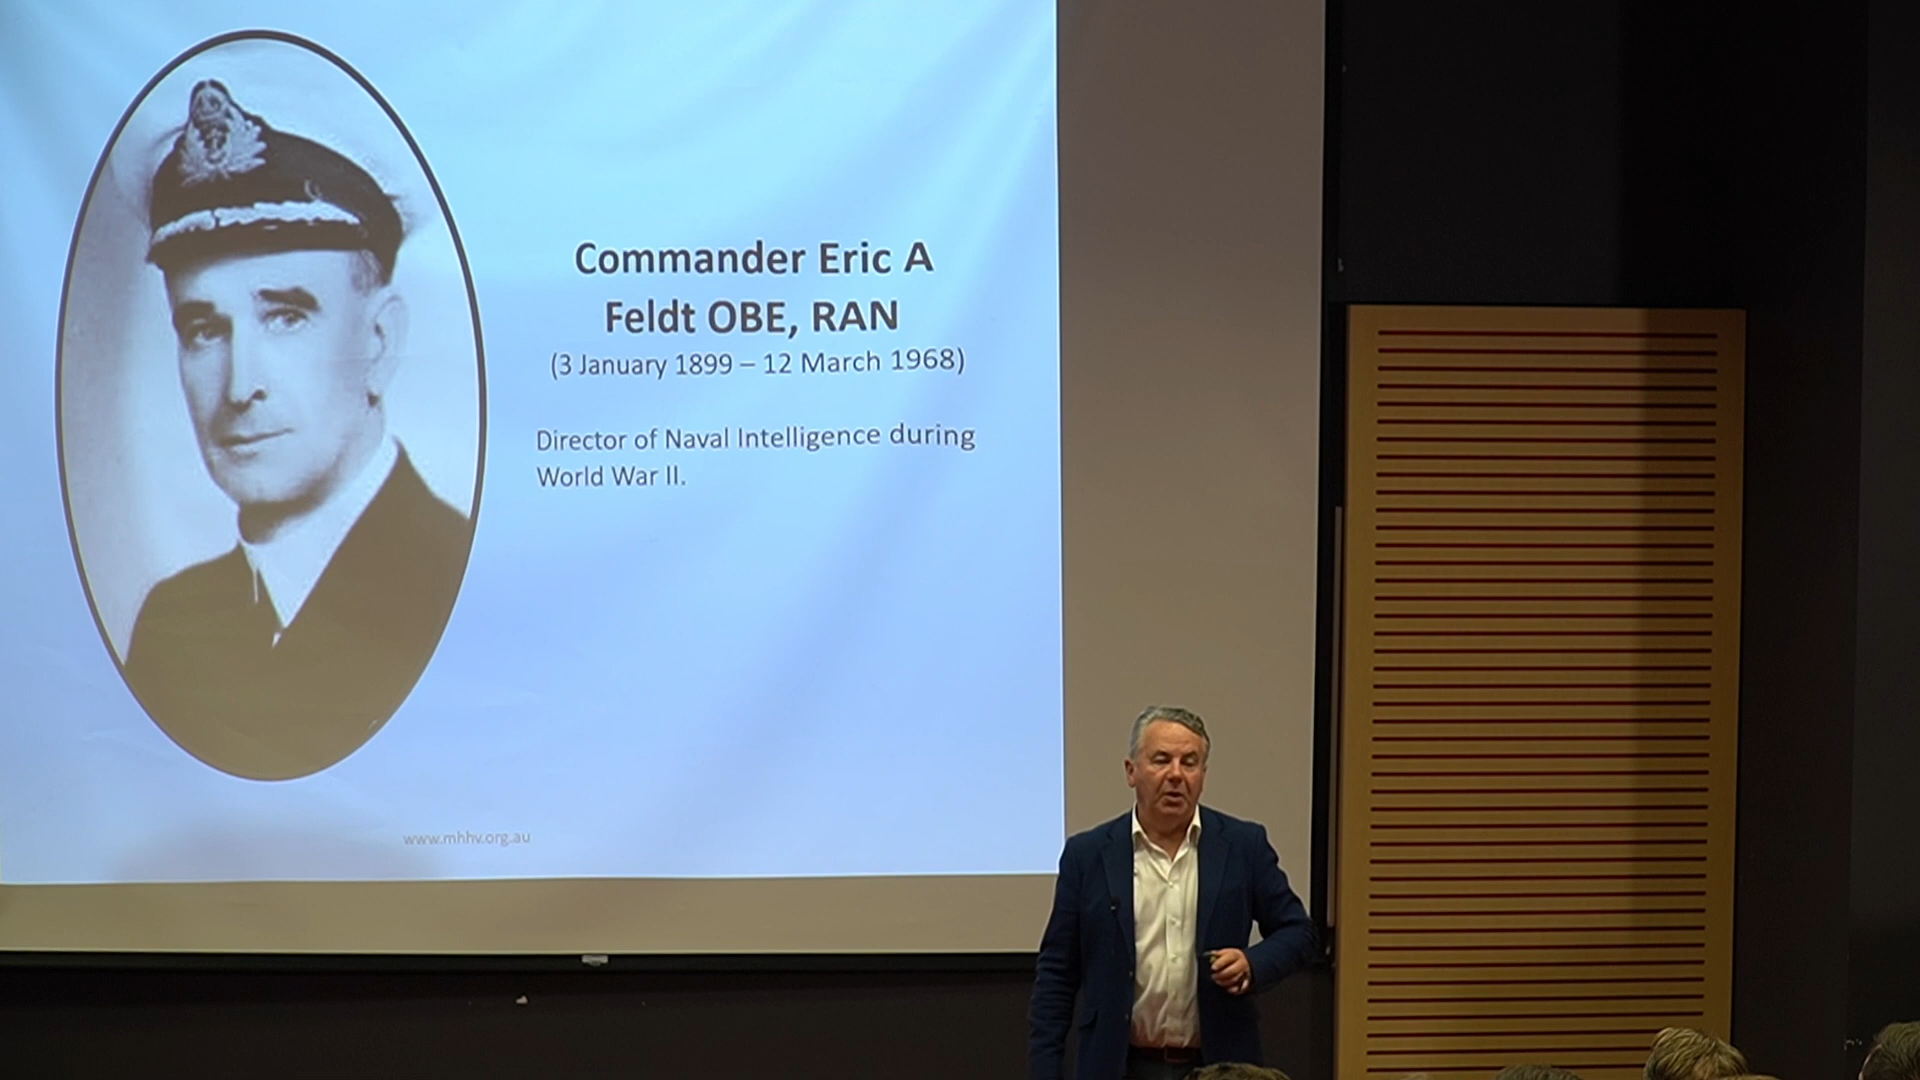 Commander Eric A
Feldt OBE, RAN
(3 January 1899 – 12 March 1968)
Director of Naval Intelligence during
World War II.
www.mhhv.org.au